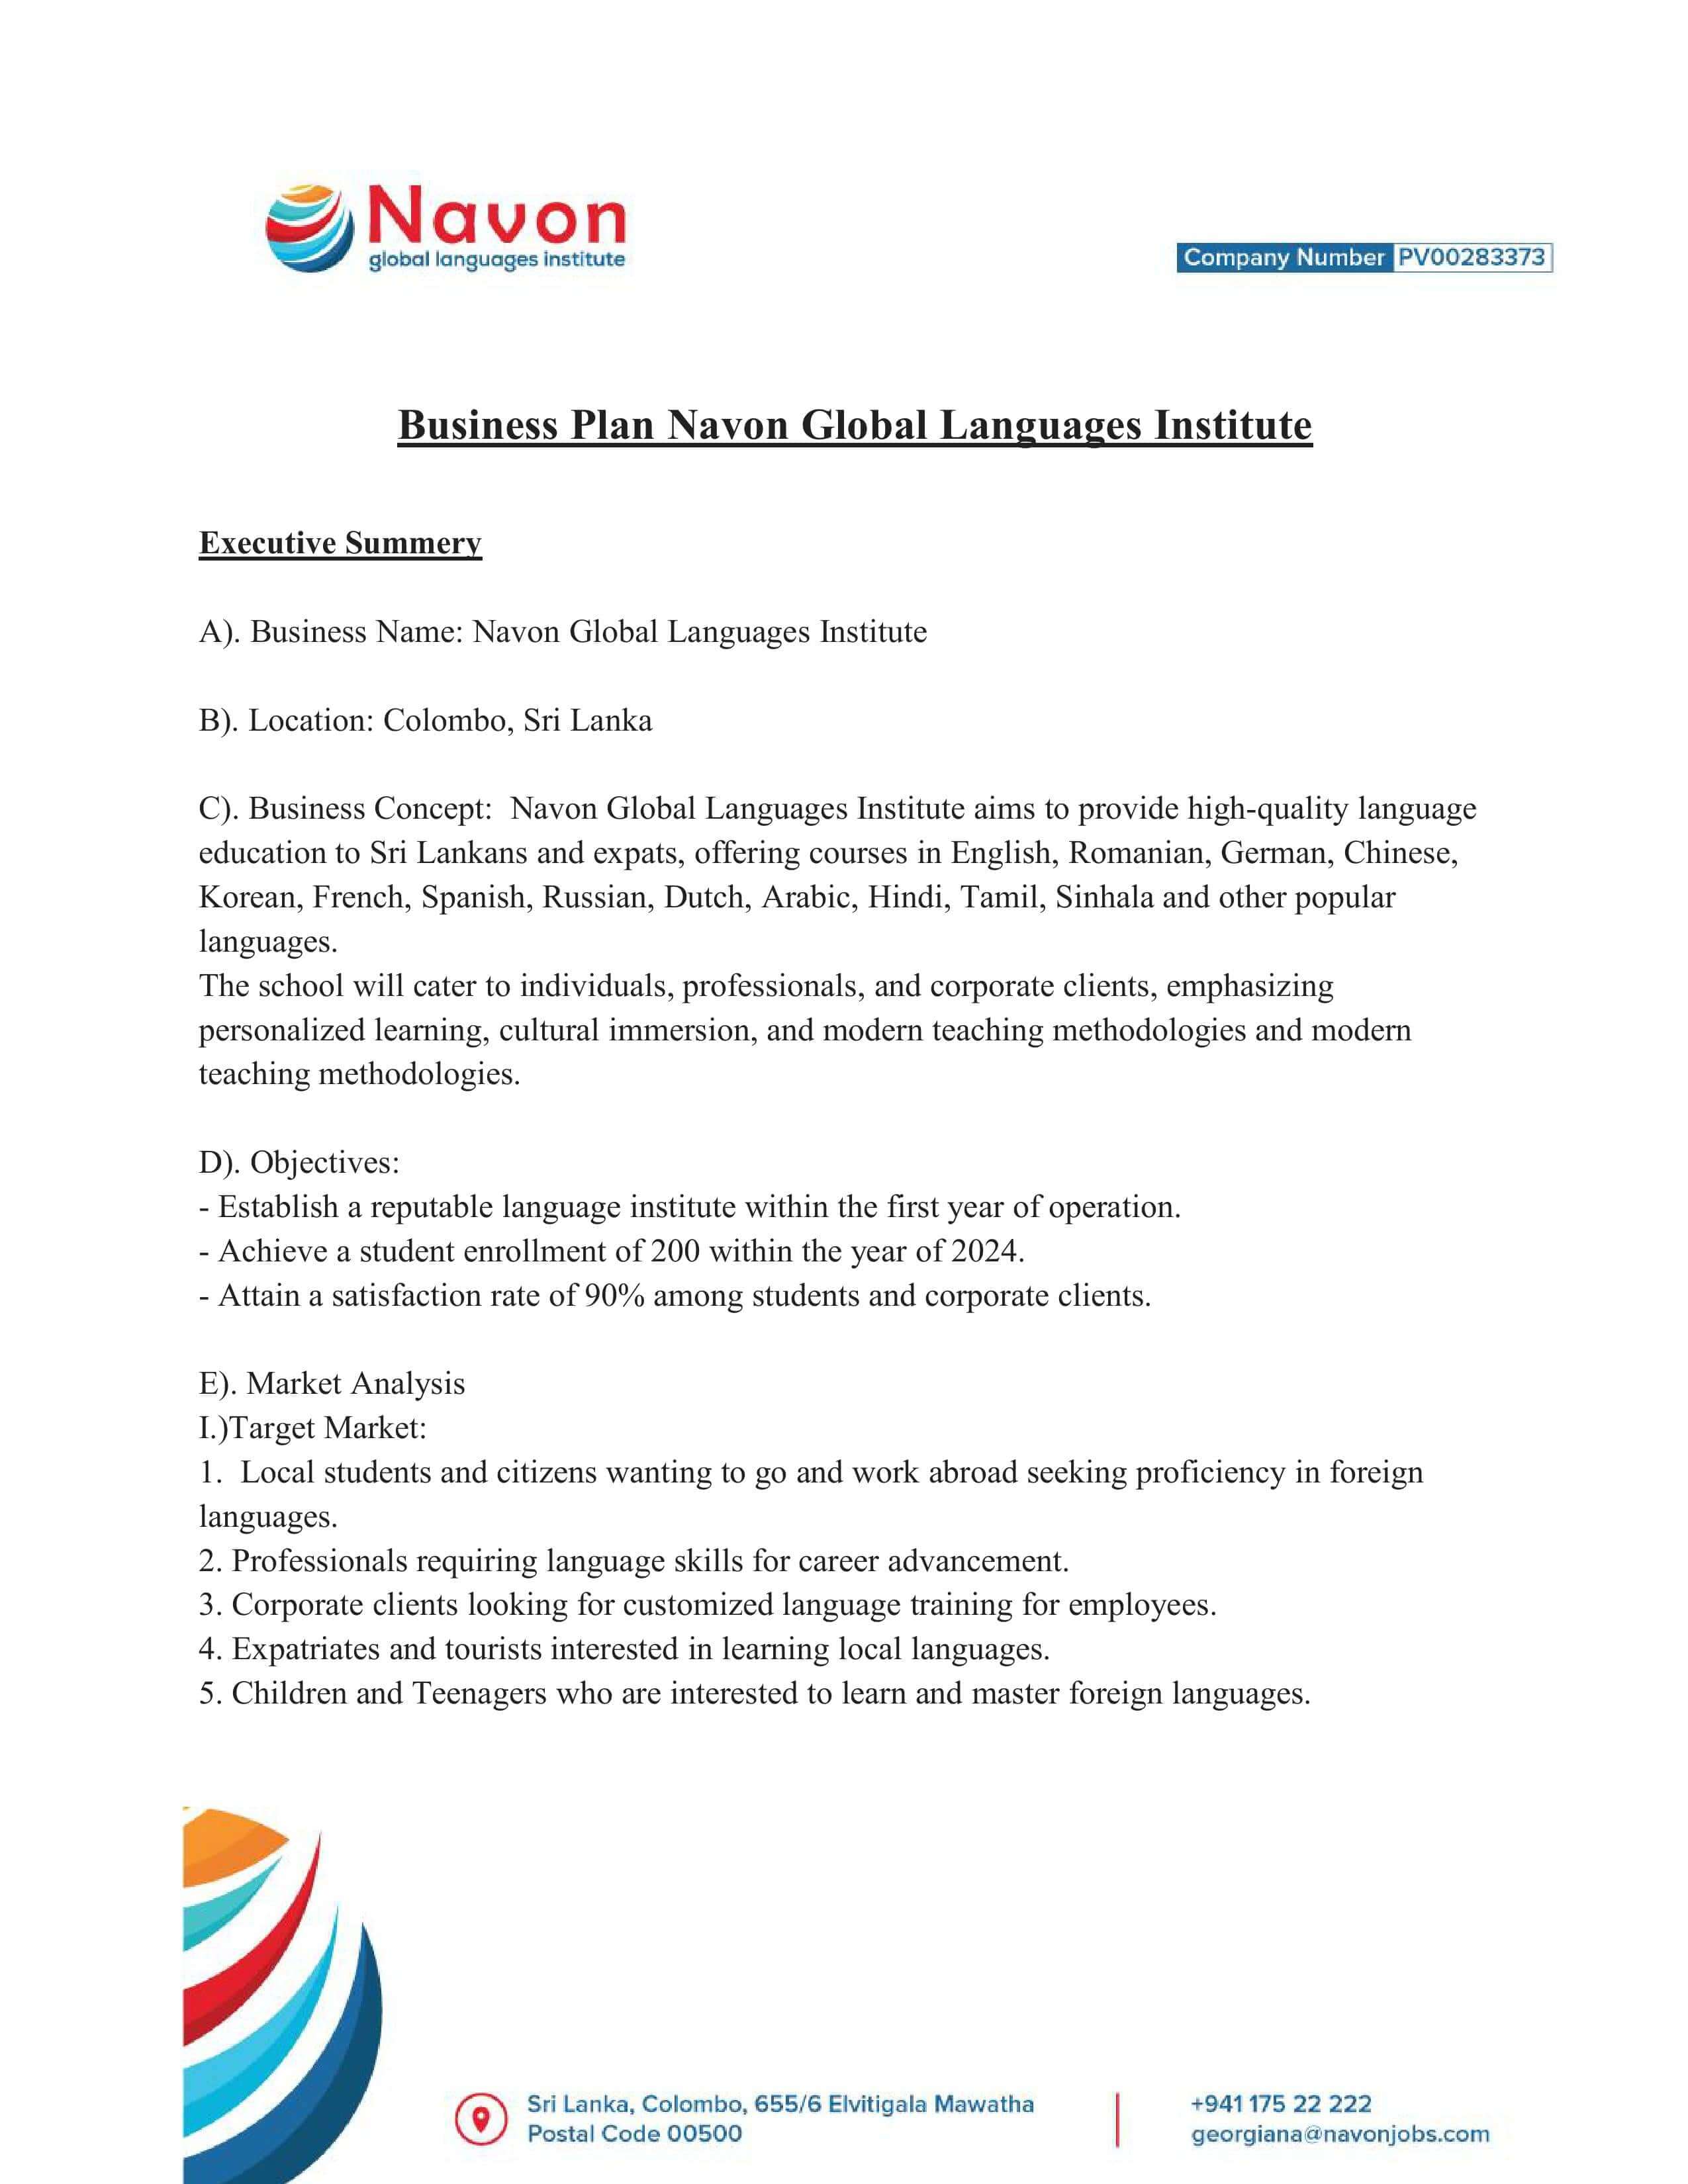 Navon
global languages institute
Company Number PV00283373
Business Plan Navon Global Languages Institute
Executive Summery
A). Business Name: Navon Global Languages Institute
B). Location: Colombo, Sri Lanka
C). Business Concept:  Navon Global Languages Institute aims to provide high-quality language
education to Sri Lankans and expats, offering courses in English, Romanian, German, Chinese,
Korean, French, Spanish, Russian, Dutch, Arabic, Hindi, Tamil, Sinhala and other popular
languages.
The school will cater to individuals, professionals, and corporate clients, emphasizing
personalized learning, cultural immersion, and modern teaching methodologies and modern
teaching methodologies.
D). Objectives:
- Establish a reputable language institute within the first year of operation.
- Achieve a student enrollment of 200 within the year of 2024.
- Attain a satisfaction rate of 90% among students and corporate clients.
E). Market Analysis
I.)Target Market:
1.  Local students and citizens wanting to go and work abroad seeking proficiency in foreign
languages.
2. Professionals requiring language skills for career advancement.
3. Corporate clients looking for customized language training for employees.
4. Expatriates and tourists interested in learning local languages.
5. Children and Teenagers who are interested to learn and master foreign languages.
Sri Lanka, Colombo, 655/6 Elvitigala Mawatha
Postal Code 00500
+941 175 22 222
georgiana@navonjobs.com